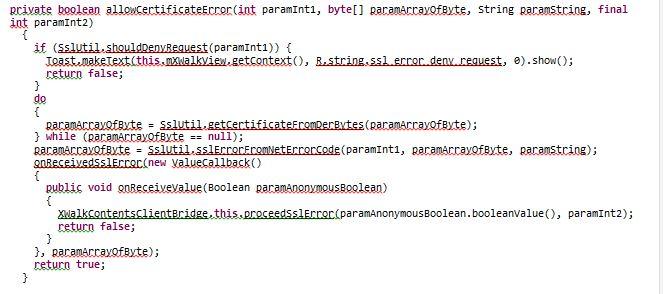 private boolean allowCertificateError(int paramInt1, byte[] paramArrayOfByte, String paramString, final
int paramInt2)
{
if (SslUtil.shouldDenyRequest(paramInt1)) {
Toast.makeText(this.mXWalkView.getContext(), R.string.ssl_error_deny_request, 0).show();
return false;
}
do
{
paramArrayOfByte = SslUtil.getCertificateFromDerBytes(paramArrayOfByte);
} while (paramArrayOfByte == null);
paramArrayOfByte = SslUtil.sslErrorFromNetErrorCode(paramInt1, paramArrayOfByte, paramString);
onReceivedSslError(new ValueCallback()
{
public void onReceiveValue(Boolean paramAnonymousBoolean)
{
XWalkContentsClientBridge.this.proceedSslError(paramAnonymousBoolean.booleanValue(), paramInt2);
return false;
}
}, paramArrayOfByte);
return true;
}